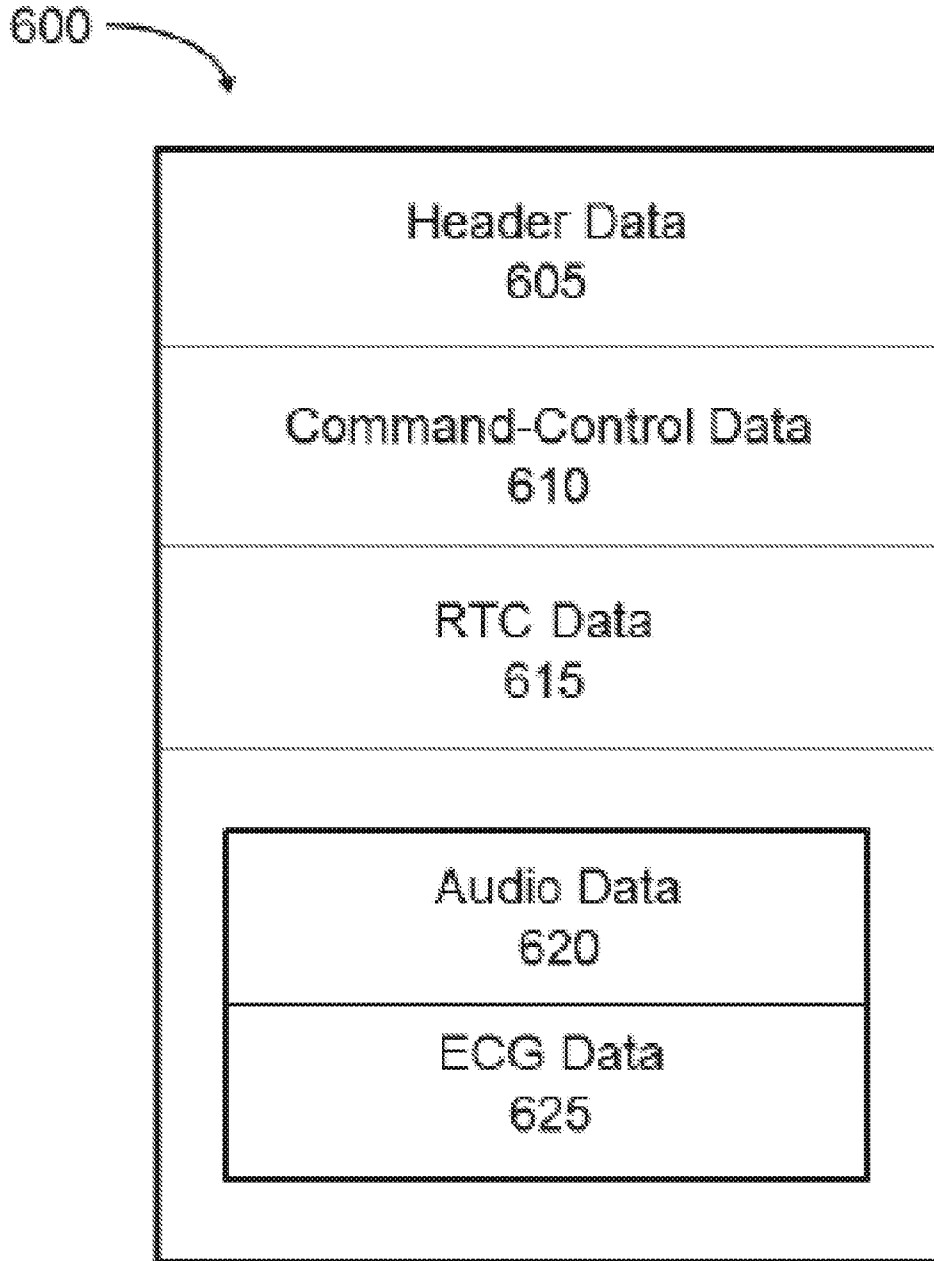 600
Header Data
605
Command-Control Data
610
RTC Data
615
Audio Data
620
ECG Data
625